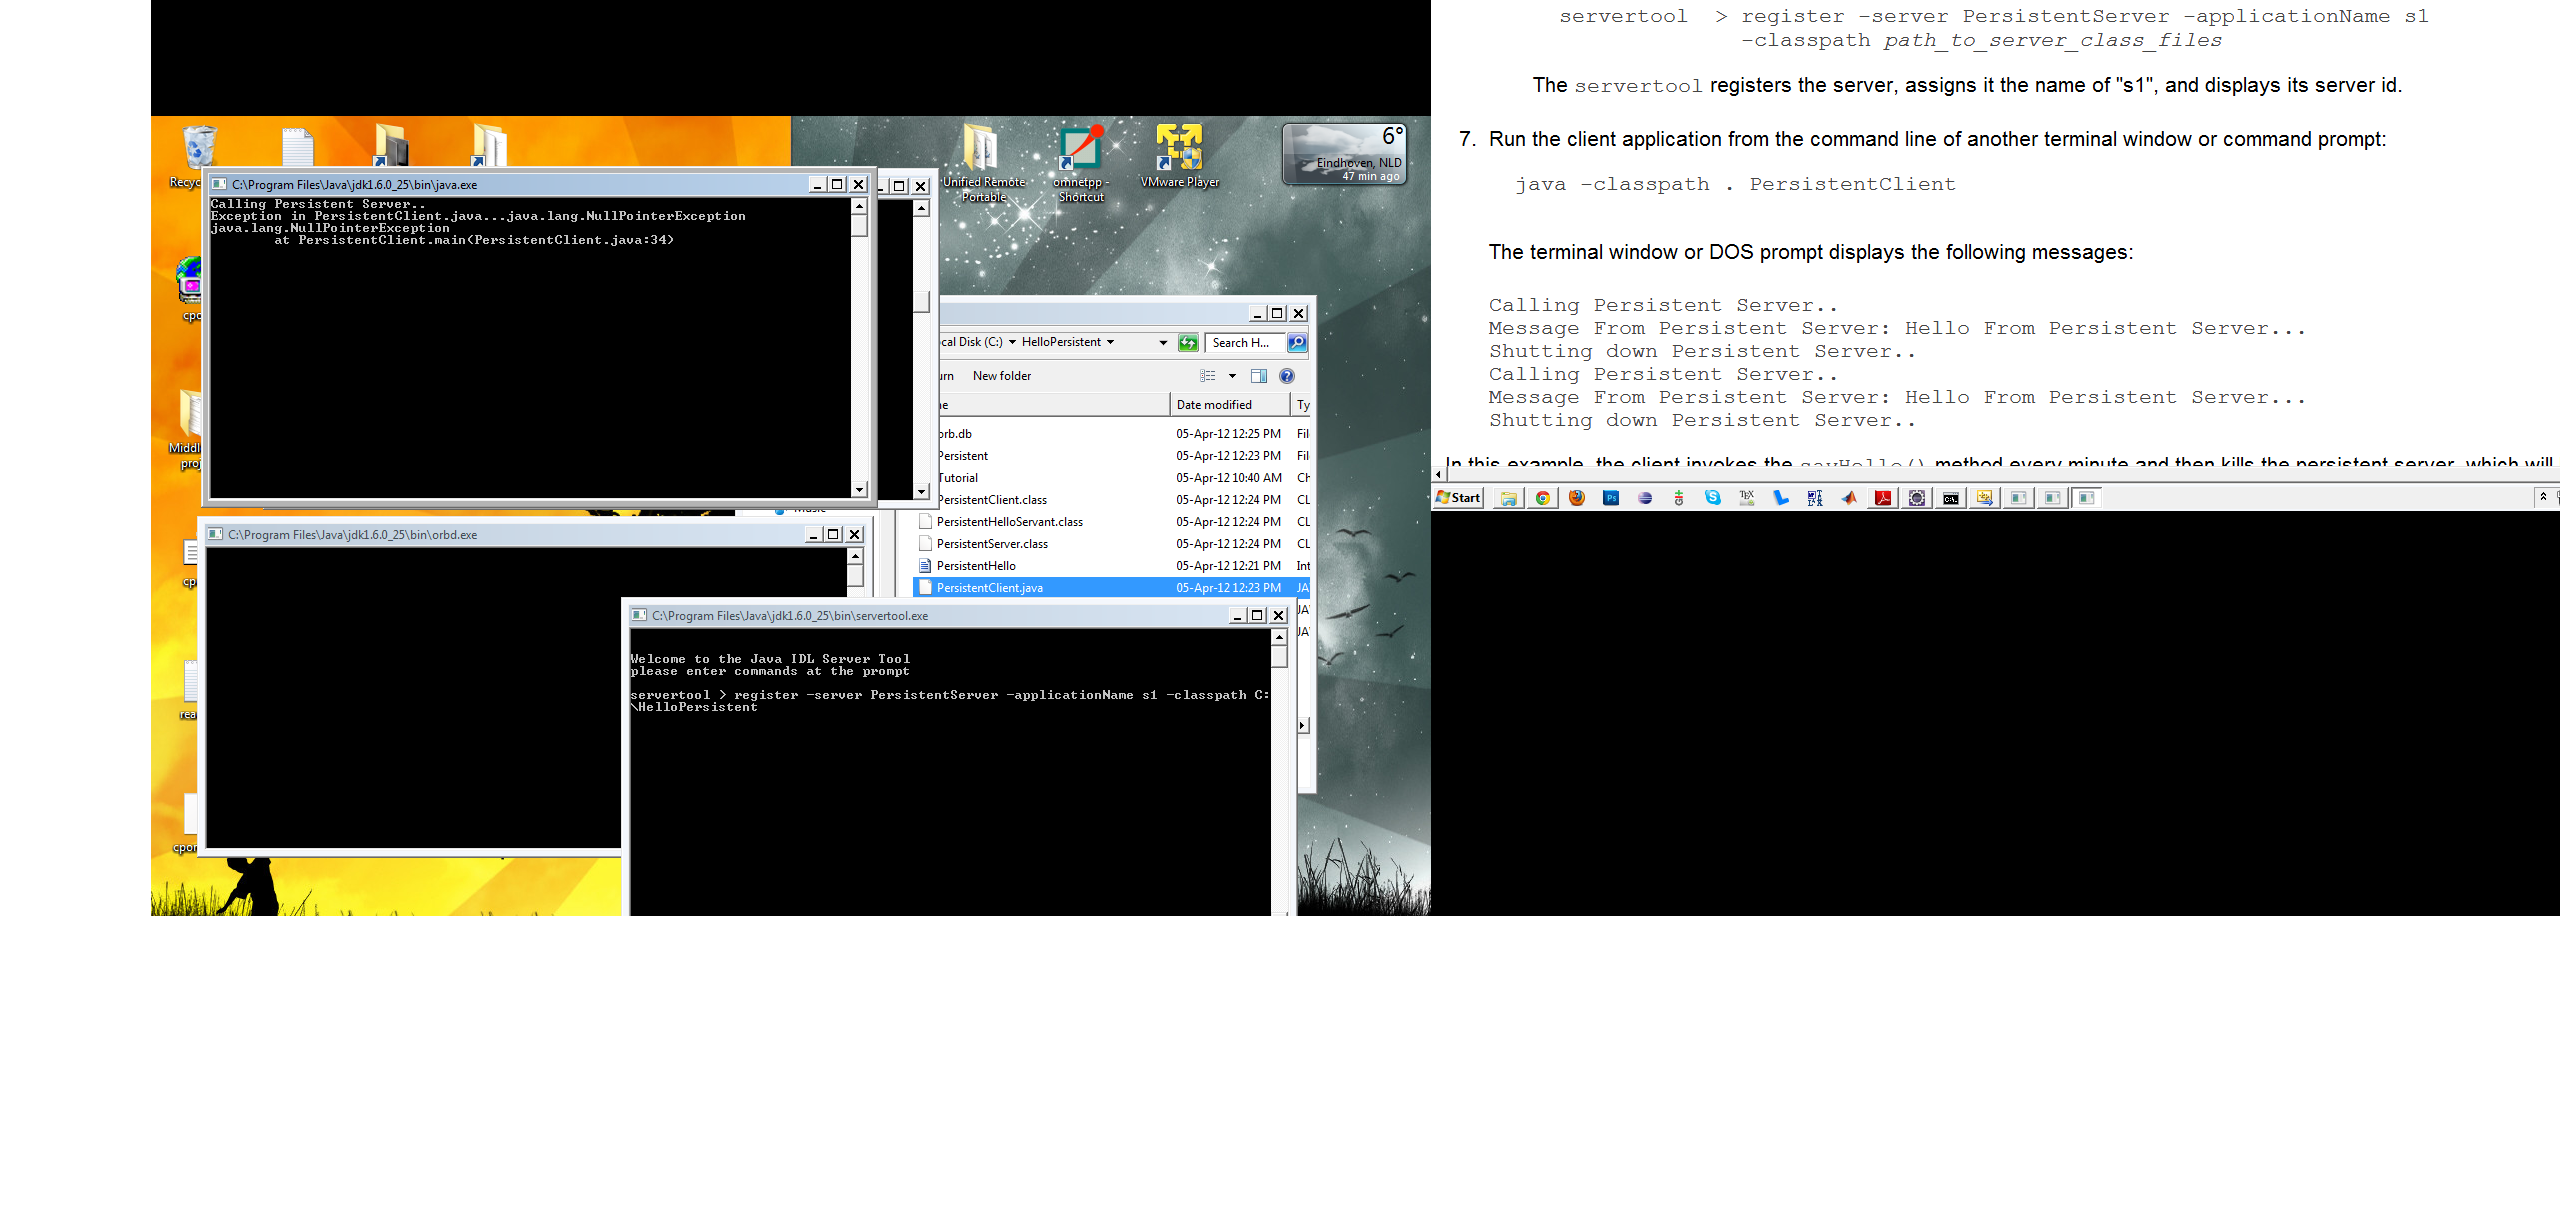 Recyc
Unified Remote
Portable
omnetpp -
Shortcut
VMware Player
6°
Eindhoven, NLD
47 min ago
C:\Program Files\Java\jdk1.6.0_25\bin\java.exe
Calling Persistent Server..
Exception in PersistentClient.java...java.lang.NullPointerException
java.lang.NullPointerException
at PersistentClient.main(PersistentClient.java:34)
cpo
Middl
proj
cal Disk (C:) HelloPersistent
Search H...
urn New folder
Date modified Ty
orb.db 05-Apr-12 12:25 PM Fil
Persistent 05-Apr-12 12:23 PM Fil
Tutorial 05-Apr-12 10:40 AM Ch
PersistentClient.class 05-Apr-12 12:24 PM CL
PersistentHelloServant.class 05-Apr-12 12:24 PM CL
PersistentServer.class 05-Apr-12 12:24 PM CL
PersistentHello 05-Apr-12 12:21 PM Int
PersistentClient.java 05-Apr-12 12:23 PM JA
JA
JA
C:\Program Files\Java\jdk1.6.0_25\bin\orbd.exe
cp
rea
cpor
C:\Program Files\Java\jdk1.6.0_25\bin\servertool.exe
Welcome to the Java IDL Server Tool
please enter commands at the prompt
servertool > register -server PersistentServer -applicationName s1 -classpath C:
\HelloPersistent
servertool > register -server PersistentServer -applicationName s1
-classpath path_to_server_class_files
The servertool registers the server, assigns it the name of "s1", and displays its server id.
7. Run the client application from the command line of another terminal window or command prompt:
java -classpath . PersistentClient
The terminal window or DOS prompt displays the following messages:
Calling Persistent Server..
Message From Persistent Server: Hello From Persistent Server...
Shutting down Persistent Server..
Calling Persistent Server..
Message From Persistent Server: Hello From Persistent Server...
Shutting down Persistent Server..
In this example, the client invokes the sayHello() method every minute and then kills the persistent server, which will
Start